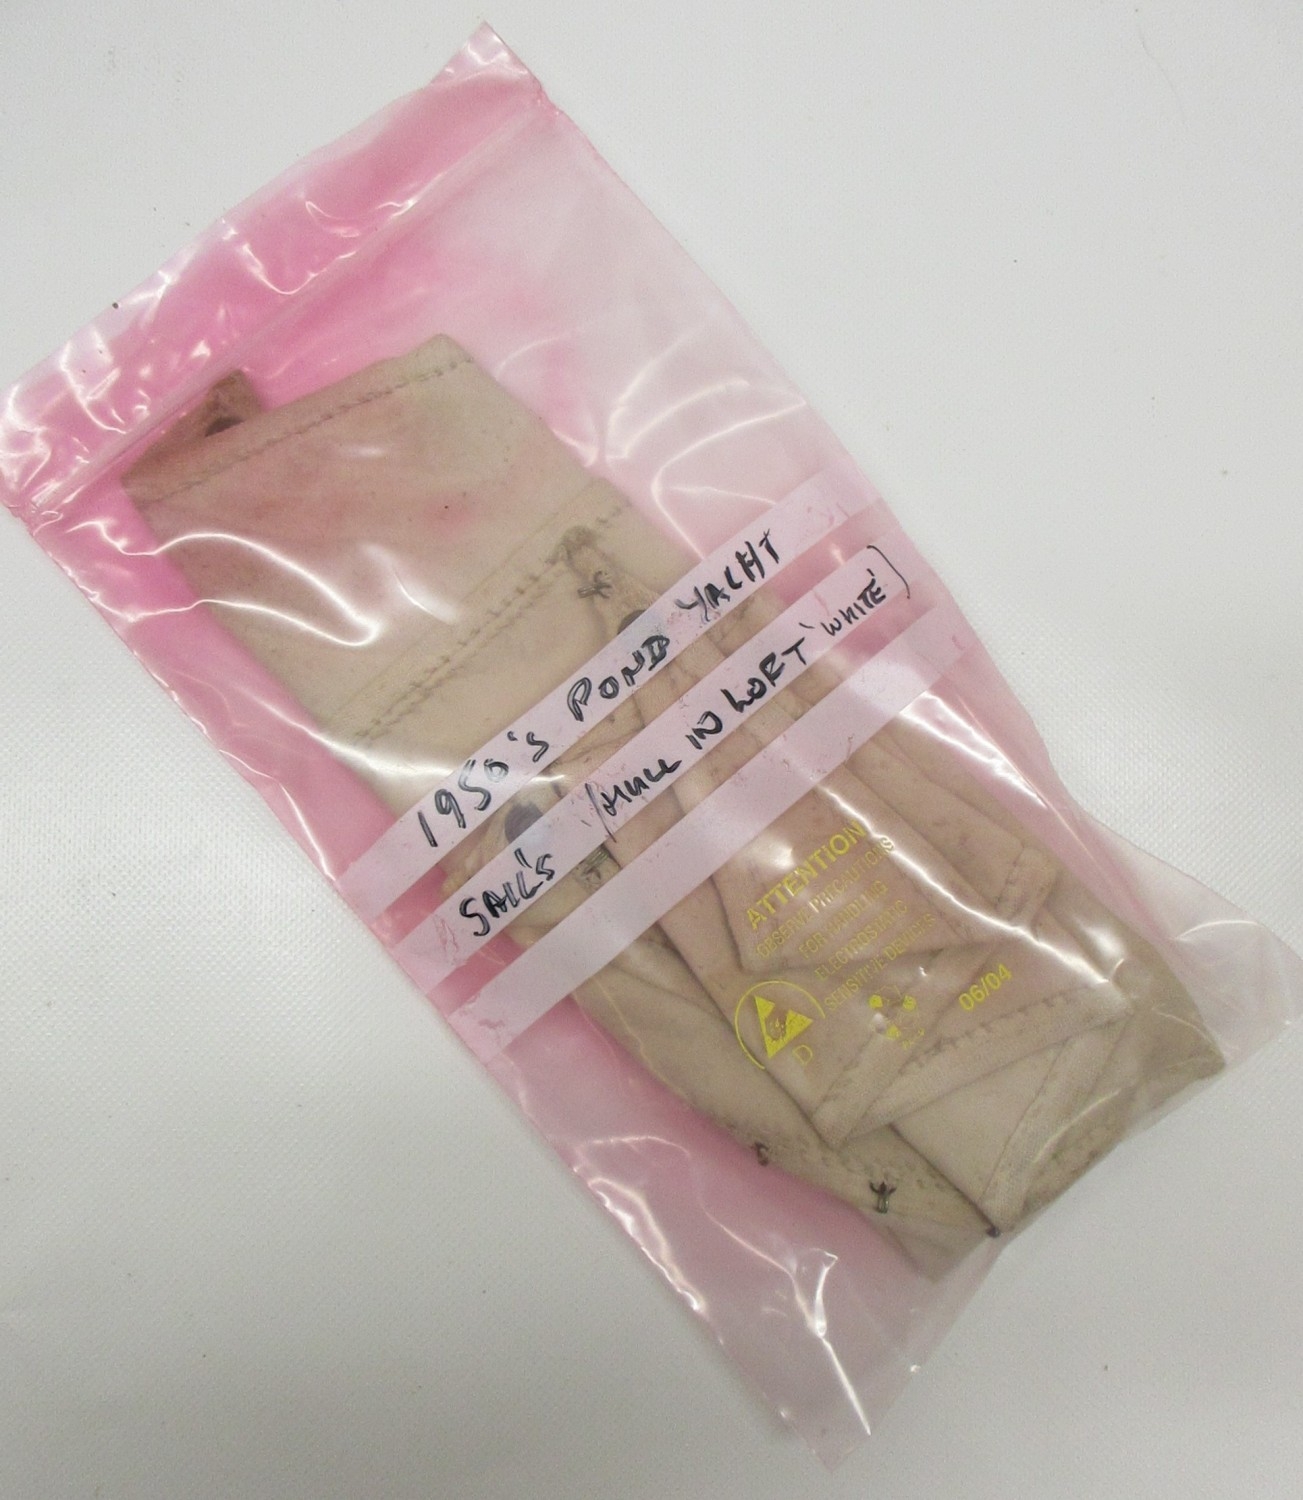 1950's POND YACHT
SAIL'S (HULL IN LOFT 'WHITE')
ATTENTION
OBSERVE PRECAUTIONS
FOR HANDLING
ELECTROSTATIC
SENSITIVE DEVICES
D
06/04